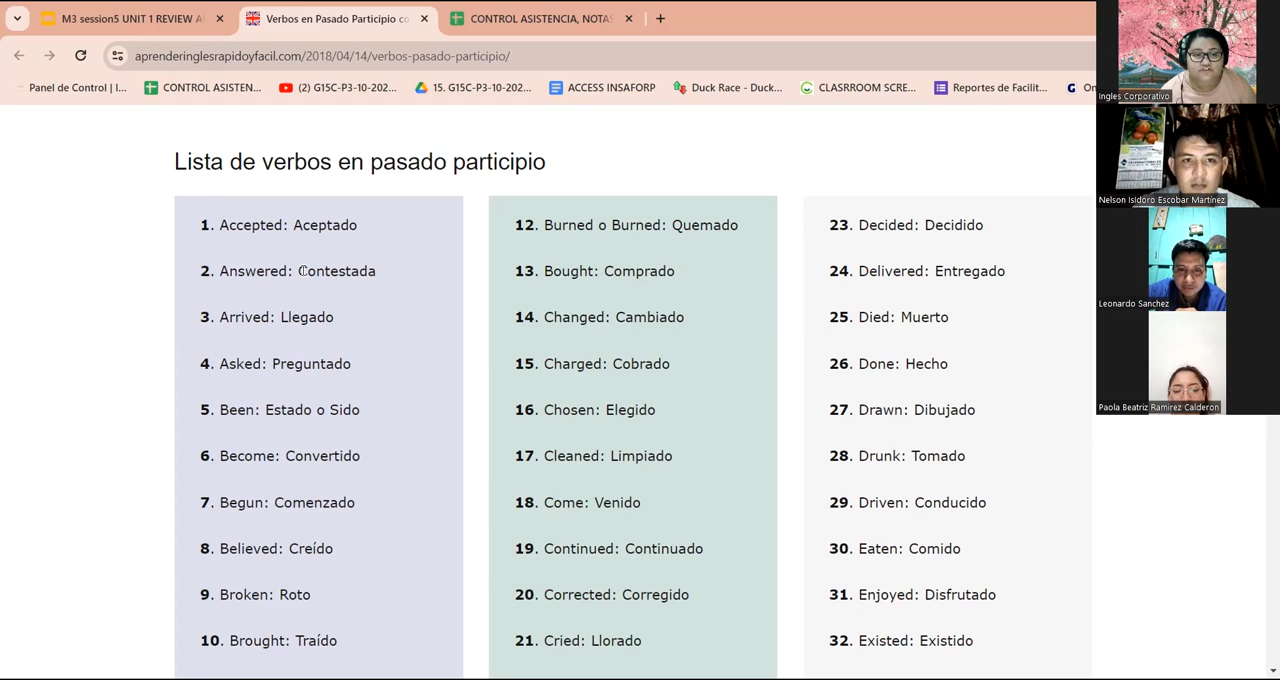 M3 session5 UNIT 1 REVIEW A
Verbos en Pasado Participio co
CONTROL ASISTENCIA, NOTAS
aprenderinglesrapidoyfacil.com/2018/04/14/verbos-pasado-participio/
Panel de Control | I...
CONTROL ASISTEN...
(2) G15C-P3-10-202...
15. G15C-P3-10-202...
ACCESS INSAFORP
Duck Race - Duck...
CLASRROOM SCRE...
Reportes de Facilit...
On
Lista de verbos en pasado participio
1. Accepted: Aceptado
2. Answered: Contestada
3. Arrived: Llegado
4. Asked: Preguntado
5. Been: Estado o Sido
6. Become: Convertido
7. Begun: Comenzado
8. Believed: Creído
9. Broken: Roto
10. Brought: Traído
12. Burned o Burned: Quemado
13. Bought: Comprado
14. Changed: Cambiado
15. Charged: Cobrado
16. Chosen: Elegido
17. Cleaned: Limpiado
18. Come: Venido
19. Continued: Continuado
20. Corrected: Corregido
21. Cried: Llorado
23. Decided: Decidido
24. Delivered: Entregado
25. Died: Muerto
26. Done: Hecho
27. Drawn: Dibujado
28. Drunk: Tomado
29. Driven: Conducido
30. Eaten: Comido
31. Enjoyed: Disfrutado
32. Existed: Existido
Ingles Corporativo
Nelson Isidoro Escobar Martínez
Leonardo Sanchez
Paola Beatriz Ramirez Calderon